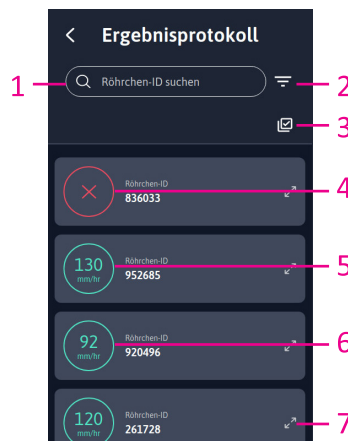 Ergebnisprotokoll
1
Röhrchen-ID suchen
2
3
Röhrchen-ID
836033
4
130
mm/hr
Röhrchen-ID
952685
5
92
mm/hr
Röhrchen-ID
920496
6
120
mm/hr
Röhrchen-ID
261728
7